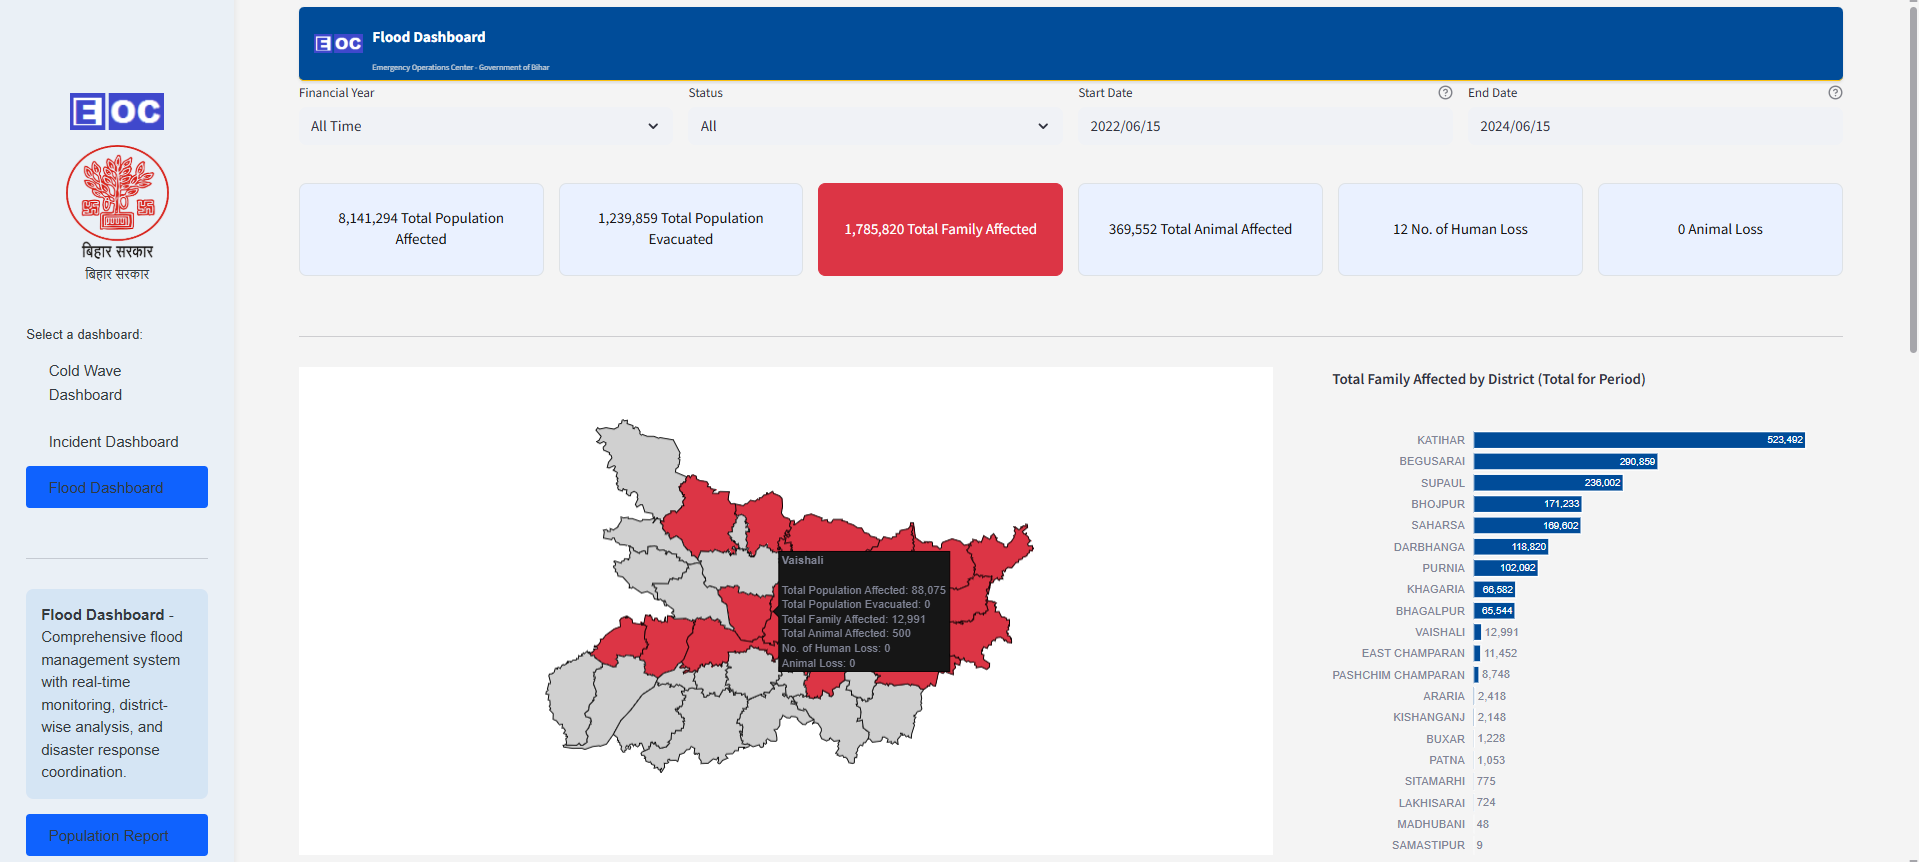 EOC
बिहार सरकार
बिहार सरकार
Select a dashboard:
Cold Wave
Dashboard
Incident Dashboard
Flood Dashboard
Flood Dashboard -
Comprehensive flood
management system
with real-time
monitoring, district-
wise analysis, and
disaster response
coordination.
Population Report
EOC
Flood Dashboard
Emergency Operations Center - Government of Bihar
Financial Year
Status
Start Date
End Date
All Time
All
2022/06/15
2024/06/15
8,141,294 Total Population
Affected
1,239,859 Total Population
Evacuated
1,785,820 Total Family Affected
369,552 Total Animal Affected
12 No. of Human Loss
0 Animal Loss
Vaishali
Total Population Affected: 88,075
Total Population Evacuated: 0
Total Family Affected: 12,991
Total Animal Affected: 500
No. of Human Loss: 0
Animal Loss: 0
Total Family Affected by District (Total for Period)
KATIHAR 523,492
BEGUSARAI 290,859
SUPAUL 236,002
BHOJPUR 171,233
SAHARSA 169,602
DARBHANGA 118,820
PURNIA 102,092
KHAGARIA 66,582
BHAGALPUR 65,544
VAISHALI 12,991
EAST CHAMPARAN 11,452
PASHCHIM CHAMPARAN 8,748
ARARIA 2,418
KISHANGANJ 2,148
BUXAR 1,228
PATNA 1,053
SITAMARHI 775
LAKHISARAI 724
MADHUBANI 48
SAMASTIPUR 9